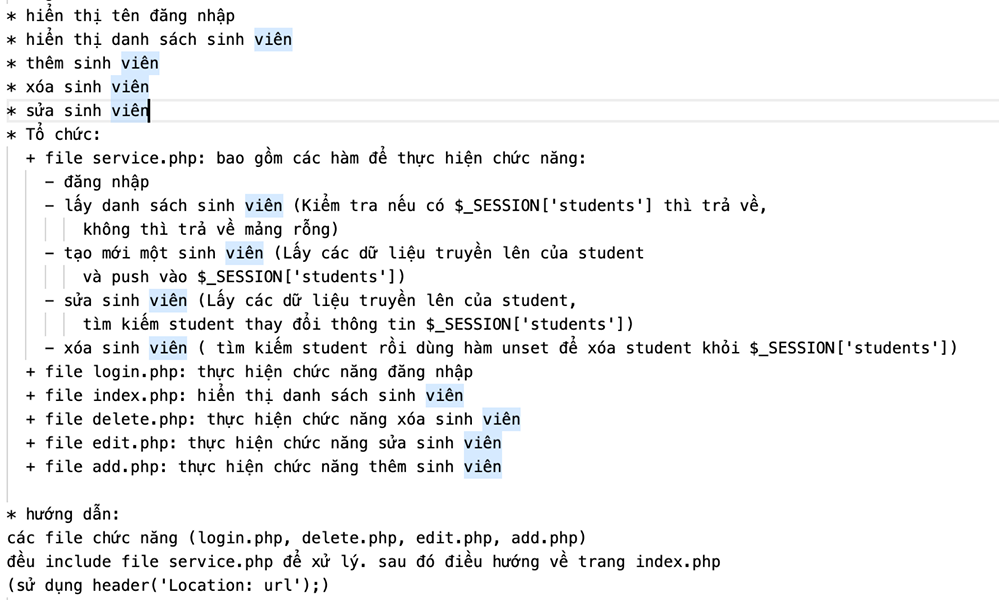 * hiển thị tên đăng nhập
* hiển thị danh sách sinh viên
* thêm sinh viên
* xóa sinh viên
* sửa sinh viên
* Tổ chức:
+ file service.php: bao gồm các hàm để thực hiện chức năng:
- đăng nhập
- lấy danh sách sinh viên (Kiểm tra nếu có $_SESSION['students'] thì trả về,
không thì trả về mảng rỗng)
- tạo mới một sinh viên (Lấy các dữ liệu truyền lên của student
và push vào $_SESSION['students'])
- sửa sinh viên (Lấy các dữ liệu truyền lên của student,
tìm kiếm student thay đổi thông tin $_SESSION['students'])
- xóa sinh viên ( tìm kiếm student rồi dùng hàm unset để xóa student khỏi $_SESSION['students'])
+ file login.php: thực hiện chức năng đăng nhập
+ file index.php: hiển thị danh sách sinh viên
+ file delete.php: thực hiện chức năng xóa sinh viên
+ file edit.php: thực hiện chức năng sửa sinh viên
+ file add.php: thực hiện chức năng thêm sinh viên
* hướng dẫn:
các file chức năng (login.php, delete.php, edit.php, add.php)
đều include file service.php để xử lý. sau đó điều hướng về trang index.php
(sử dụng header('Location: url');)